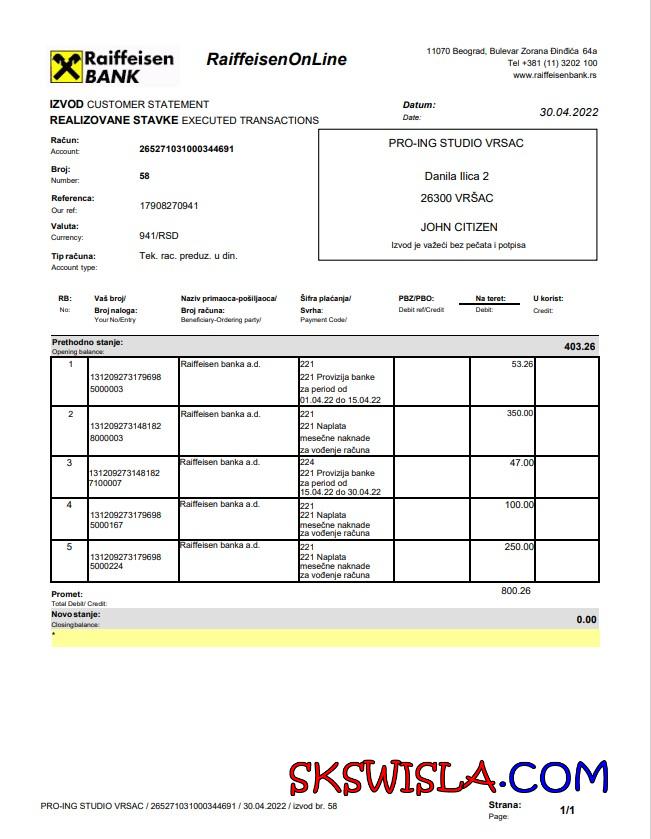 Raiffeisen
BANK
RaiffeisenOnLine
11070 Beograd, Bulevar Zorana Đinđića 64a
Tel +381 (11) 3202 100
www.raiffeisenbank.rs
IZVOD CUSTOMER STATEMENT
REALIZOVANE STAVKE EXECUTED TRANSACTIONS
Datum:
Date:
30.04.2022
Račun:
Account:
265271031000344691
Broj:
Number:
58
Referenca:
Our ref:
17908270941
Valuta:
Currency:
941/RSD
Tip računa:
Account type:
Tek. rac. preduz. u din.
PRO-ING STUDIO VRSAC
Danila Ilica 2
26300 VRŠAC
JOHN CITIZEN
Izvod je važeći bez pečata i potpisa
RB: Vaš broj/ Naziv primaoca-pošiljaoca/ Šifra plaćanja/ PBZ/PBO: Na teret: U korist:
No: Broj naloga: Broj računa: Svrha: Debit ref/Credit Debit: Credit:
Your No/Entry Beneficiary-Ordering party/ Payment Code/
Prethodno stanje:
Opening balance:
403.26
1 Raiffeisen banka a.d. 221 53.26
131209273179698 221 Provizija banke
5000003 za period od
01.04.22 do 15.04.22
2 Raiffeisen banka a.d. 221 350.00
131209273148182 221 Naplata
8000003 mesečne naknade
za vođenje računa
3 Raiffeisen banka a.d. 224 47.00
131209273148182 221 Provizija banke
7100007 za period od
15.04.22 do 30.04.22
4 Raiffeisen banka a.d. 221 100.00
131209273179698 221 Naplata
5000167 mesečne naknade
za vođenje računa
5 Raiffeisen banka a.d. 221 250.00
131209273179698 221 Naplata
5000224 mesečne naknade
za vođenje računa
Promet:
Total Debit/ Credit:
800.26
Novo stanje:
Closingbalance:
0.00
*
SKSWISLA.COM
PRO-ING STUDIO VRSAC / 265271031000344691 / 30.04.2022 / izvod br. 58
Strana:
Page:
1/1